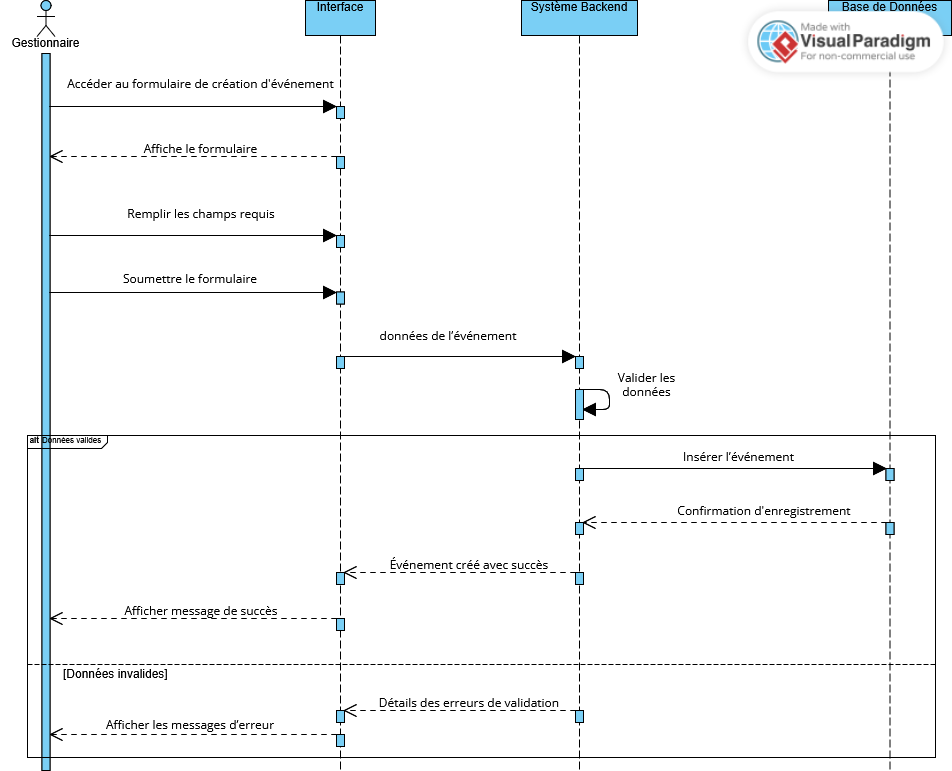 Interface
Système Backend
Base de Données
Gestionnaire
Made with
VisualParadigm
For non-commercial use
Accéder au formulaire de création d'événement
Affiche le formulaire
Remplir les champs requis
Soumettre le formulaire
données de l’événement
Valider les
données
alt Données valides
Insérer l’événement
Confirmation d'enregistrement
Événement créé avec succès
Afficher message de succès
[Données invalides]
Détails des erreurs de validation
Afficher les messages d’erreur